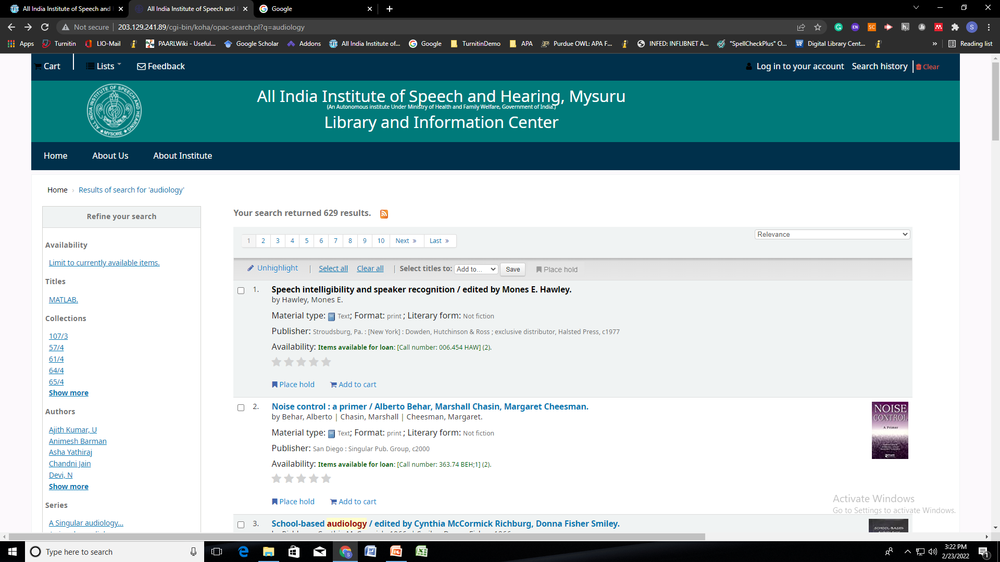 All India Institute of Speech and
All India Institute of Speech and
Google
Not secure
203.129.241.89/cgi-bin/koha/opac-search.pl?q=audiology
Apps
Turnitin
LIO-Mail
PAARLWiki - Useful...
Google Scholar
Addons
All India Institute of...
Google
TurnitinDemo
APA
Purdue OWL: APA F...
INFED: INFLIBNET A...
"SpellCheckPlus" O...
Digital Library Cent...
»
Reading list
Cart
Lists
Feedback
Log in to your account
Search history
Clear
ALL INDIA INSTITUTE OF SPEECH AND HEARING
MYSORE
All India Institute of Speech and Hearing, Mysuru
(An Autonomous institute Under Ministry of Health and Family Welfare, Government of India.)
Library and Information Center
Home
About Us
About Institute
Home › Results of search for 'audiology'
Refine your search
Availability
Limit to currently available items.
Titles
MATLAB.
Collections
107/3
57/4
61/4
64/4
65/4
Show more
Authors
Ajith Kumar, U
Animesh Barman
Asha Yathiraj
Chandni Jain
Devi, N
Show more
Series
A Singular audiology...
Your search returned 629 results.
1 2 3 4 5 6 7 8 9 10 Next » Last »
Relevance
Unhighlight | Select all Clear all | Select titles to: Add to... Save Place hold
1. Speech intelligibility and speaker recognition / edited by Mones E. Hawley.
by Hawley, Mones E.
Material type: Text; Format: print ; Literary form: Not fiction
Publisher: Stroudsburg, Pa. : [New York] : Dowden, Hutchinson & Ross ; exclusive distributor, Halsted Press, c1977
Availability: Items available for loan: [Call number: 006.454 HAW] (2).
Place hold Add to cart
2. Noise control : a primer / Alberto Behar, Marshall Chasin, Margaret Cheesman.
by Behar, Alberto | Chasin, Marshall | Cheesman, Margaret.
Material type: Text; Format: print ; Literary form: Not fiction
Publisher: San Diego : Singular Pub. Group, c2000
Availability: Items available for loan: [Call number: 363.74 BEH;1] (2).
Place hold Add to cart
NOISE
CONTROL
A Primer
3. School-based audiology / edited by Cynthia McCormick Richburg, Donna Fisher Smiley.
SCHOOL-BASED
Activate Windows
Go to Settings to activate Windows.
Type here to search
3:22 PM
2/23/2022
1